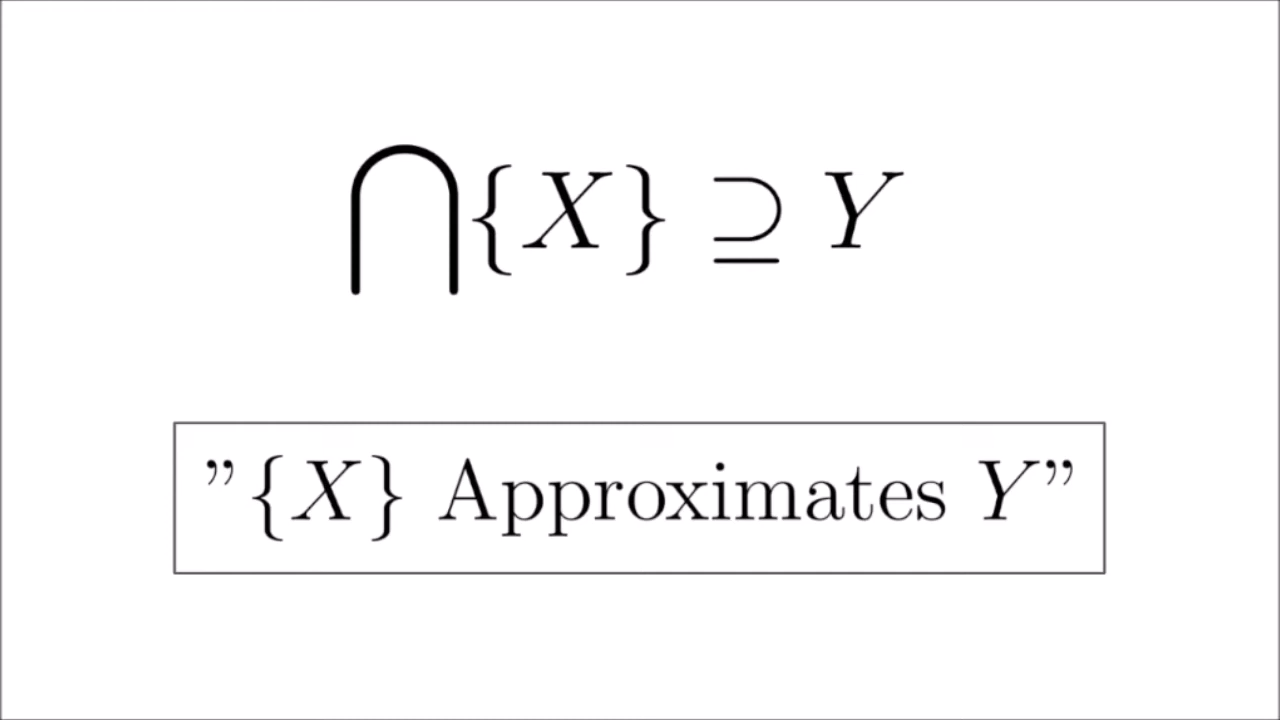 ⋂{X} ⊇ Y
”{X} Approximates Y”